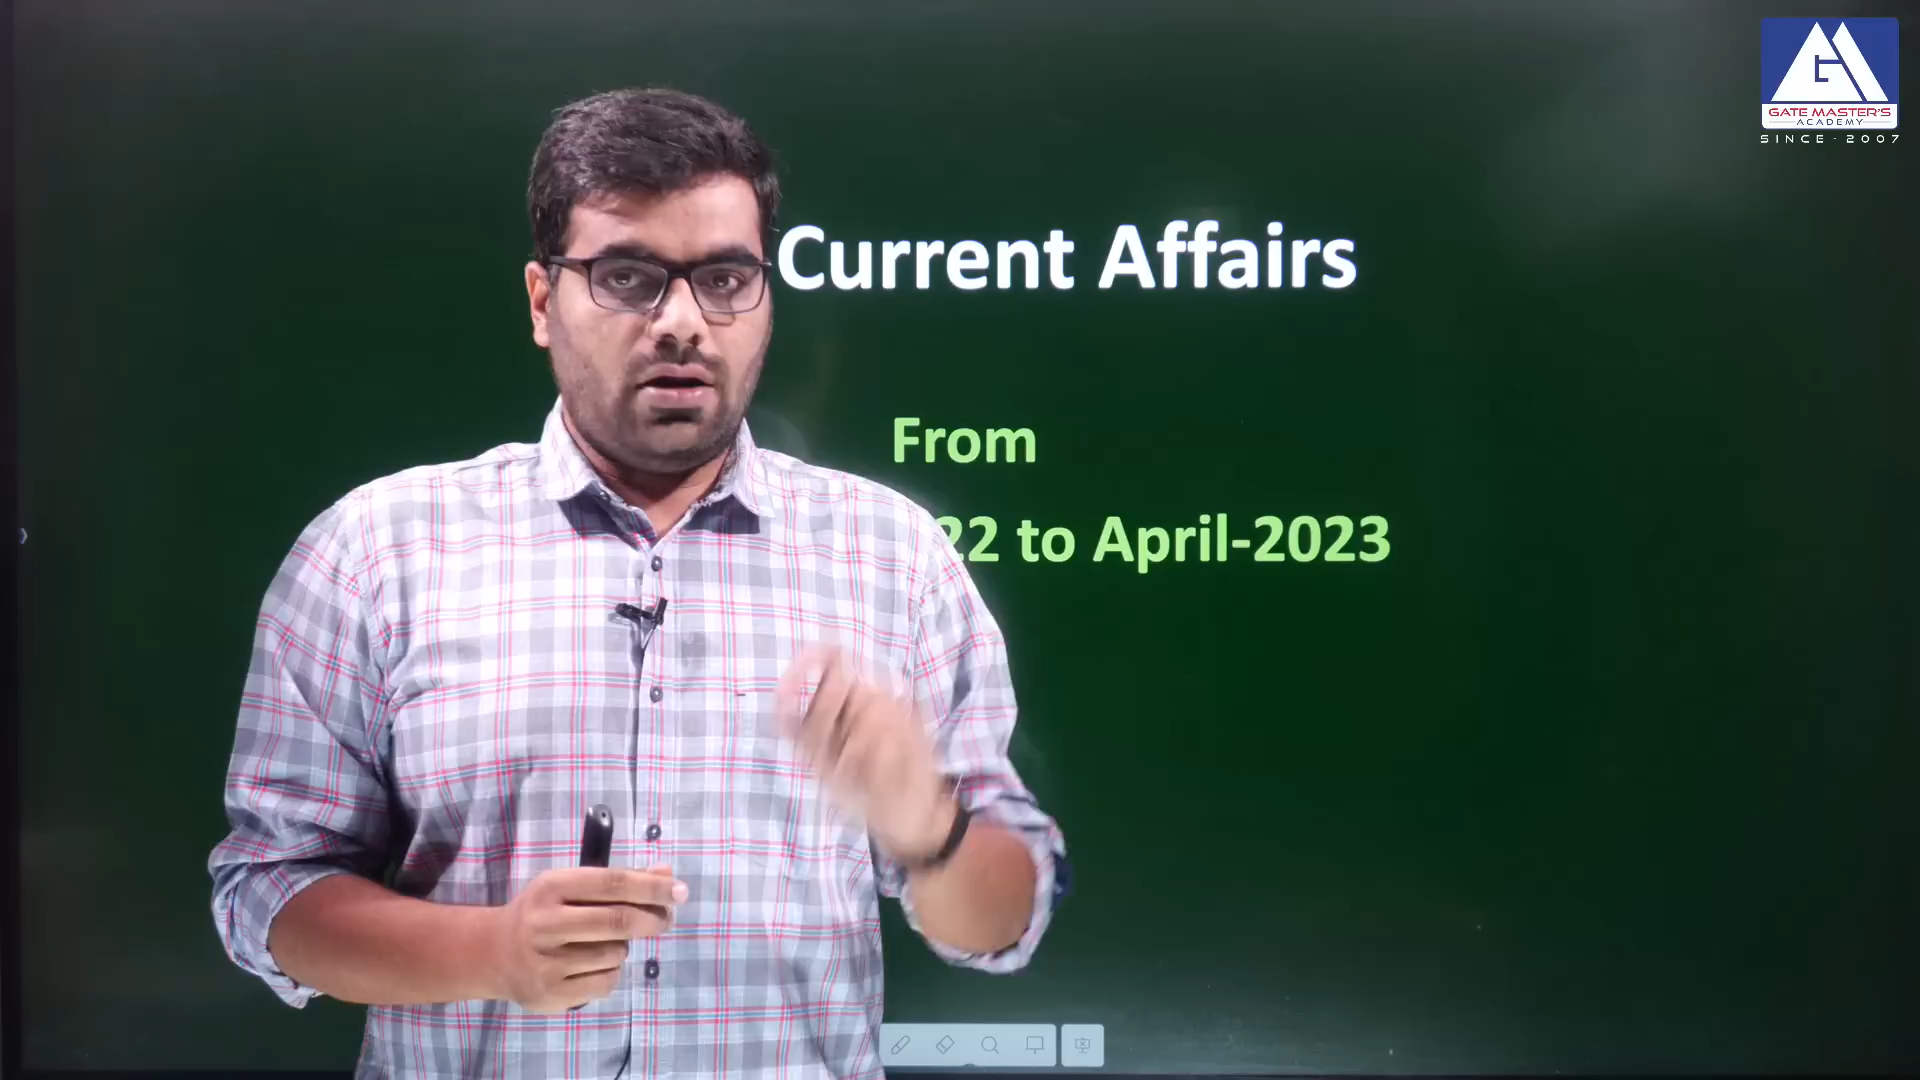 GATE MASTER'S
ACADEMY
SINCE-2007
Current Affairs
From
22 to April-2023